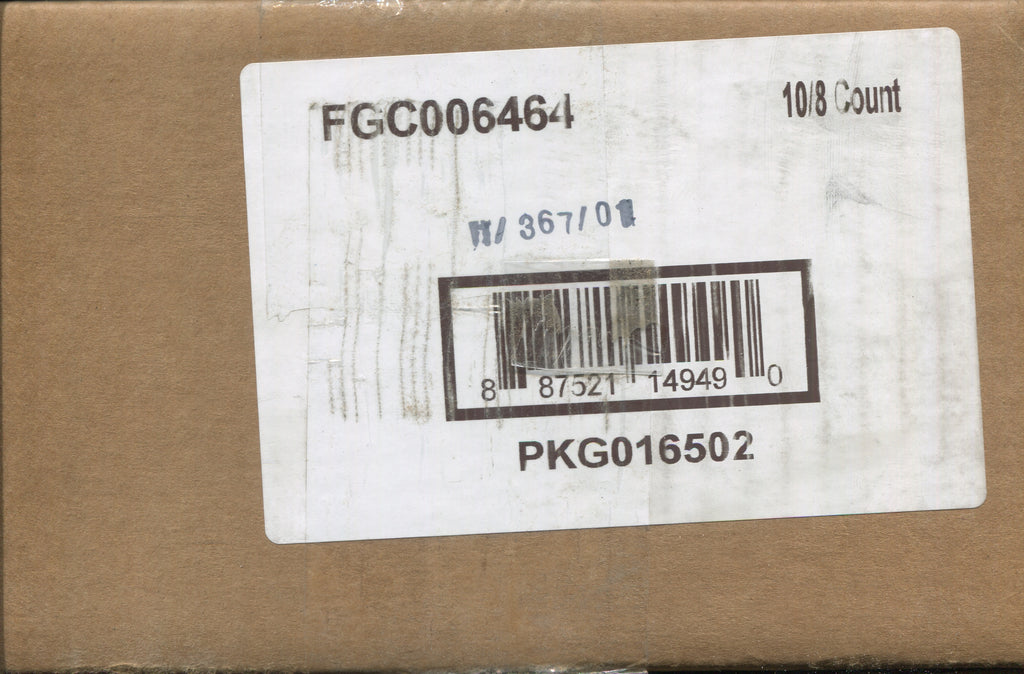 FGC006464
10/8 Count
367/01
8 87521 14949 0
PKG016502